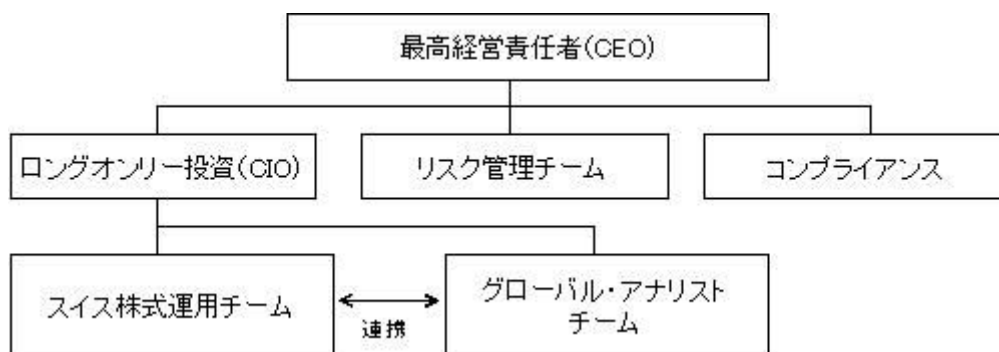 最高経営責任者(CEO)
ロングオンリー投資(CIO)
リスク管理チーム
コンプライアンス
スイス株式運用チーム
連携
グローバル・アナリスト
チーム